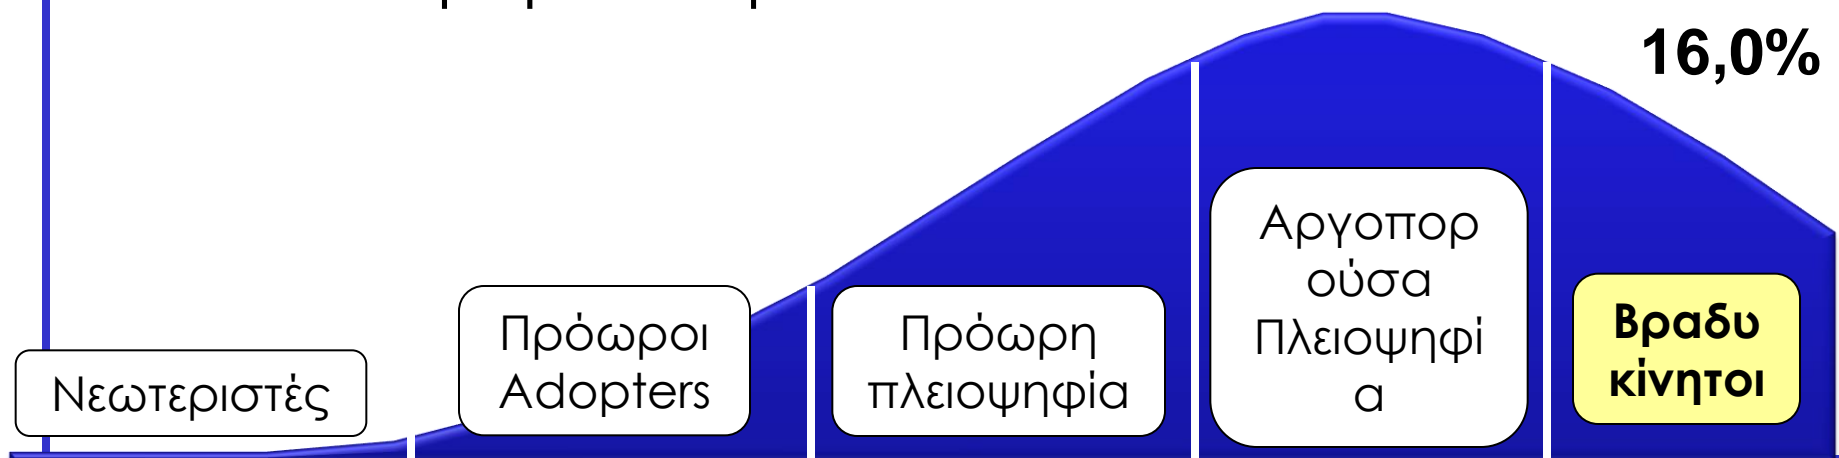 16,0%
Νεωτεριστές
Πρόωροι
Adopters
Πρόωρη
πλειοψηφία
Αργοπορ
ούσα
Πλειοψηφί
α
Βραδυ
κίνητοι